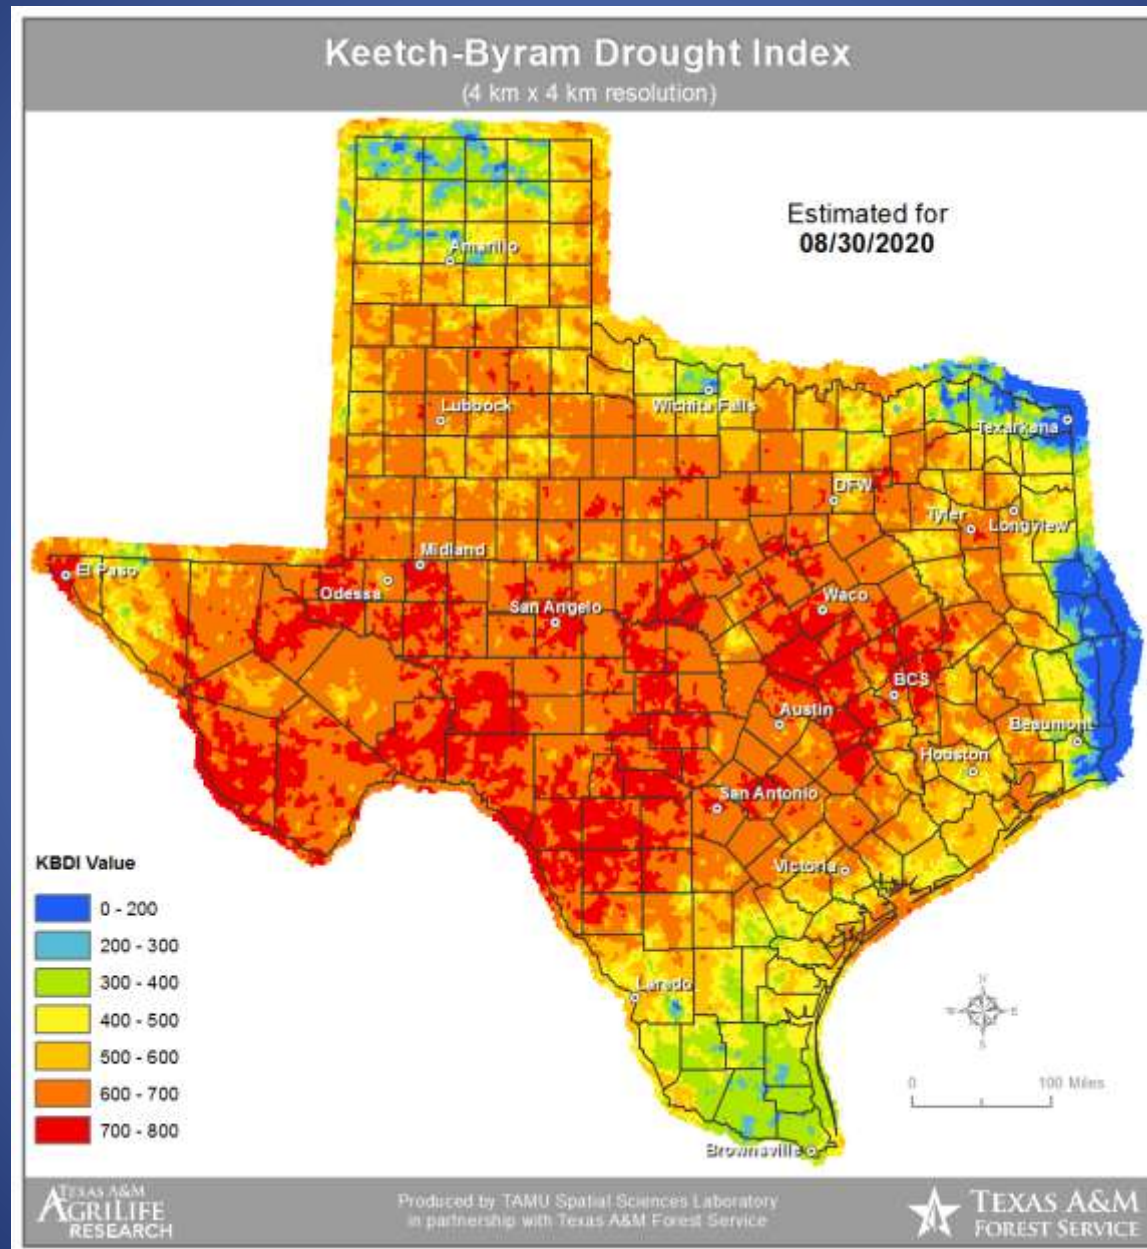 Keetch-Byram Drought Index
(4 km x 4 km resolution)
Estimated for
08/30/2020
Amarillo
Lubbock
Wichita Falls
Texarkana
DFW
Tyler
Longview
Midland
El Paso
Odessa
San Angelo
Waco
BCS
Austin
Beaumont
Houston
San Antonio
Victoria
Laredo
Brownsville
KBDI Value
0 - 200
200 - 300
300 - 400
400 - 500
500 - 600
600 - 700
700 - 800
N
W E
S
0 100 Miles
TEXAS A&M
AGRILIFE
RESEARCH
Produced by TAMU Spatial Sciences Laboratory
in partnership with Texas A&M Forest Service
TEXAS A&M
FOREST SERVICE